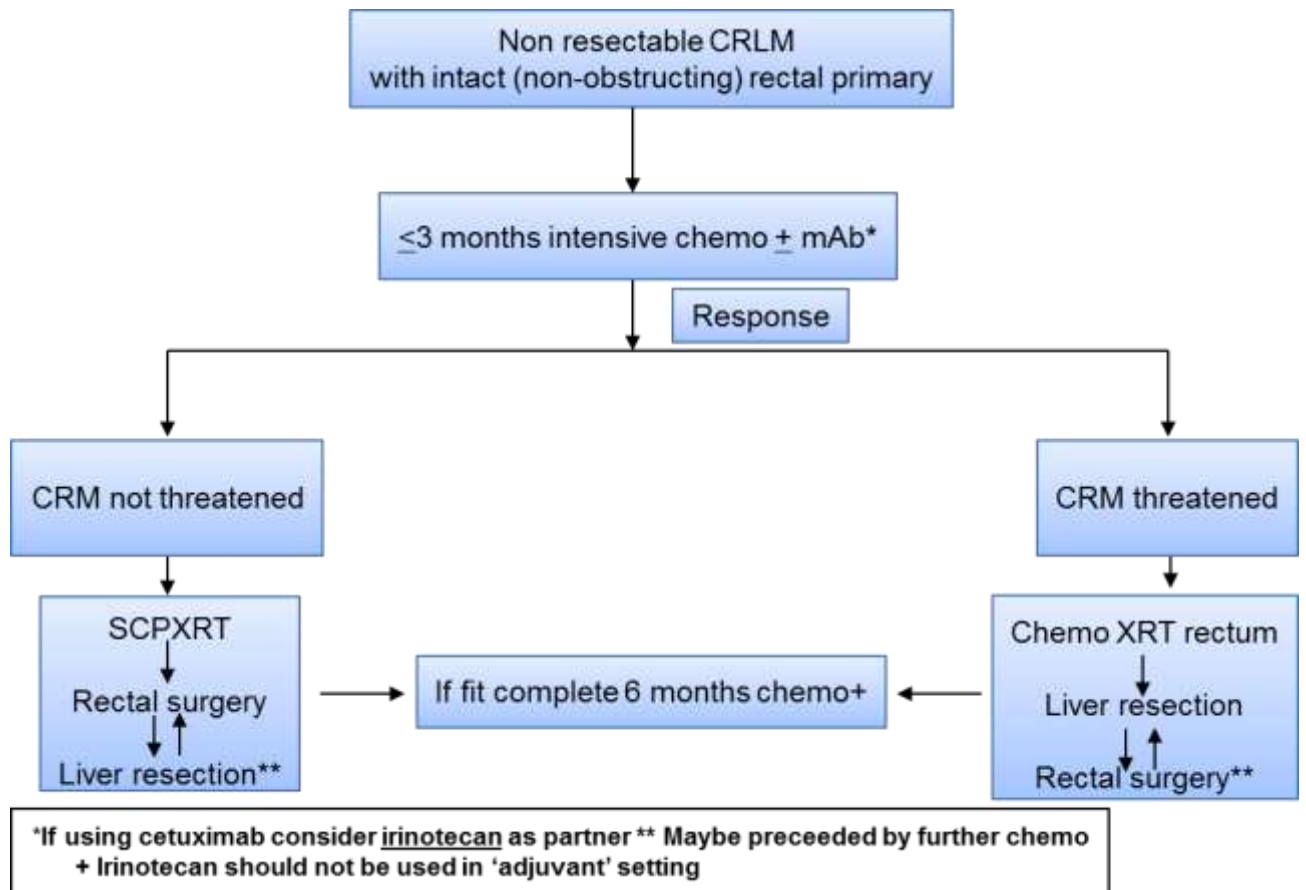 Non resectable CRLM
with intact (non-obstructing) rectal primary
≤3 months intensive chemo ± mAb*
Response
CRM not threatened
CRM threatened
SCPXRT
Rectal surgery
Liver resection**
If fit complete 6 months chemo+
Chemo XRT rectum
Liver resection
Rectal surgery**
*If using cetuximab consider irinotecan as partner ** Maybe preceeded by further chemo
+ Irinotecan should not be used in ‘adjuvant’ setting